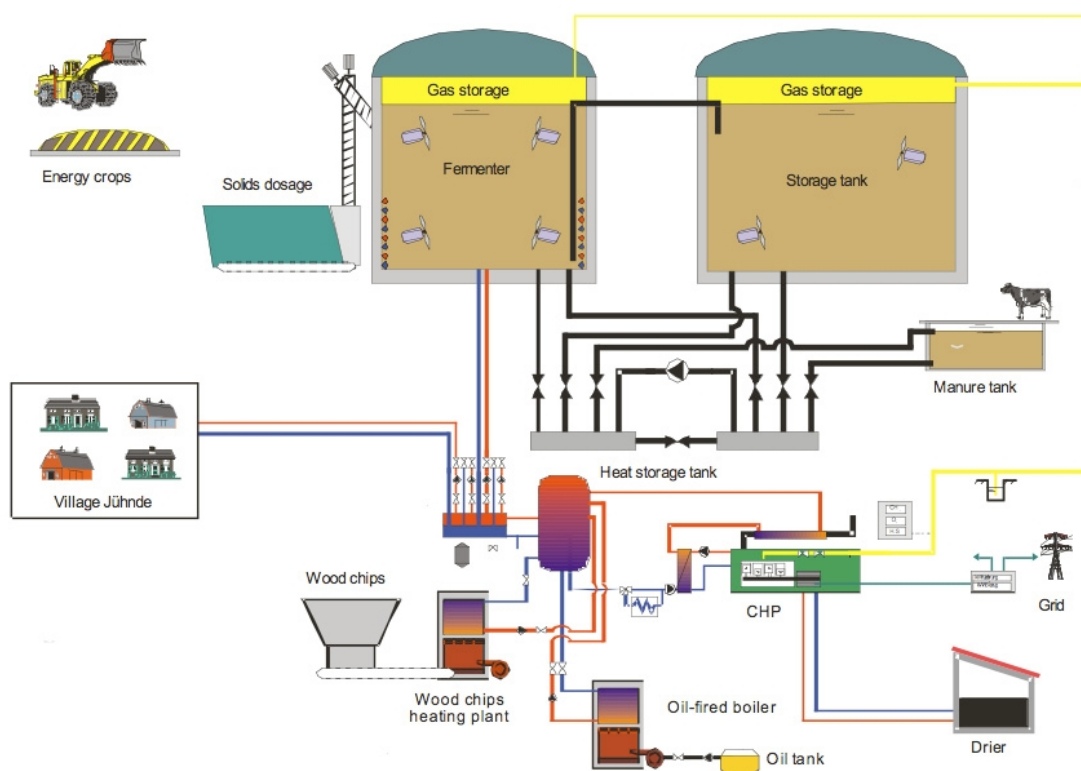 Gas storage
Gas storage
Fermenter
Storage tank
Energy crops
Solids dosage
Manure tank
Heat storage tank
Village Jühnde
Wood chips
CHP
Grid
Wood chips
heating plant
Oil-fired boiler
Oil tank
Drier